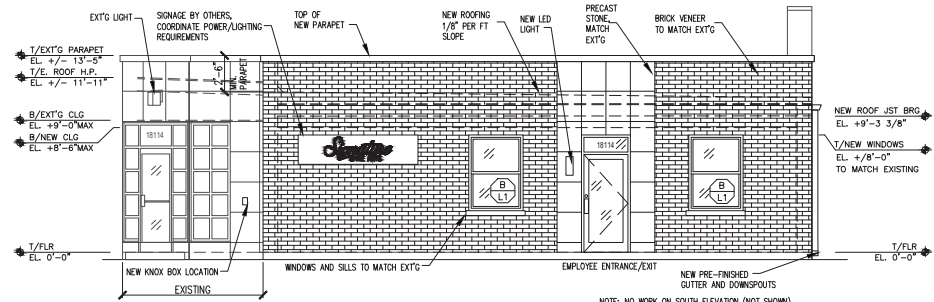 EXT'G LIGHT
SIGNAGE BY OTHERS,
COORDINATE POWER/LIGHTING
REQUIREMENTS
TOP OF
NEW PARAPET
NEW ROOFING
1/8" PER FT
SLOPE
NEW LED
LIGHT
PRECAST
STONE,
MATCH
EXT'G
BRICK VENEER
TO MATCH EXT'G
T/EXT'G PARAPET
EL. +/- 13'-5"
T/E. ROOF H.P.
EL. +/- 11'-11"
2'-6"
MIN.
PARAPET
B/EXT'G CLG
EL. +9'-0"MAX
B/NEW CLG
EL. +8'-6"MAX
18114
18114
NEW ROOF JST BRG
EL. +9'-3 3/8"
T/NEW WINDOWS
EL. +/8'-0"
TO MATCH EXISTING
B
L1
B
L1
T/FLR
EL. 0'-0"
T/FLR
EL. 0'-0"
NEW KNOX BOX LOCATION
WINDOWS AND SILLS TO MATCH EXT'G
EMPLOYEE ENTRANCE/EXIT
NEW PRE-FINISHED
GUTTER AND DOWNSPOUTS
EXISTING
NOTE: NO WORK ON SOUTH ELEVATION (NOT SHOWN)